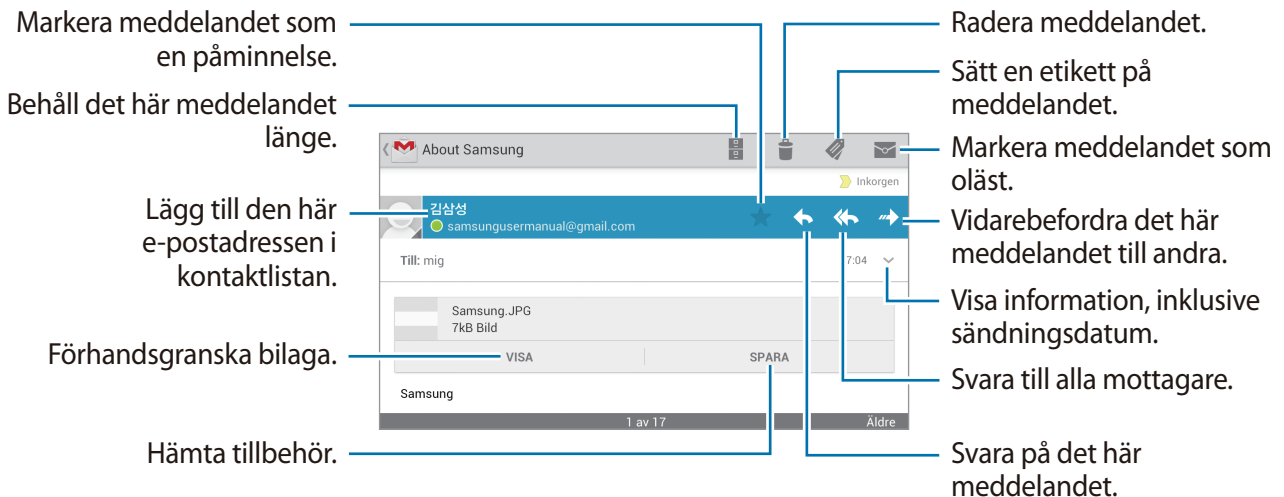 Markera meddelandet som
en påminnelse.
Behåll det här meddelandet
länge.
Lägg till den här
e-postadressen i
kontaktlistan.
Förhandsgranska bilaga.
Hämta tillbehör.
About Samsung
Inkorgen
김삼성
samsungusermanual@gmail.com
Till: mig
7:04
Samsung.JPG
7kB Bild
VISA
SPARA
Samsung
1 av 17
Äldre
Radera meddelandet.
Sätt en etikett på
meddelandet.
Markera meddelandet som
oläst.
Vidarebefordra det här
meddelandet till andra.
Visa information, inklusive
sändningsdatum.
Svara till alla mottagare.
Svara på det här
meddelandet.